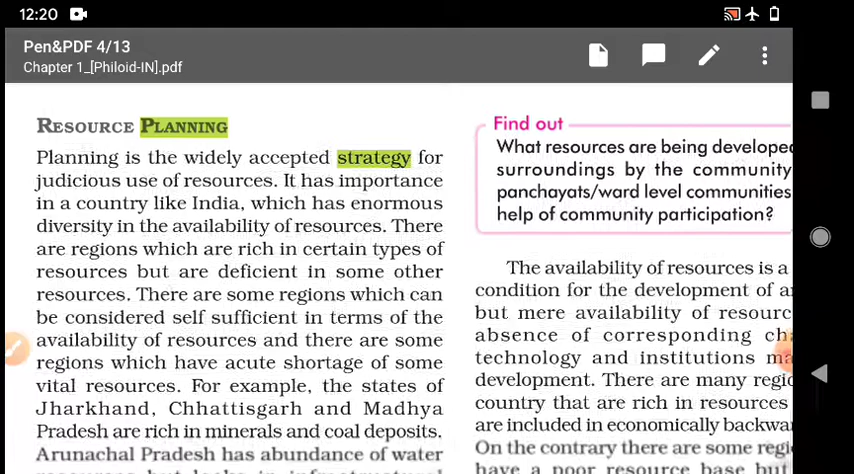 12:20
Pen&PDF 4/13
Chapter 1_[Philoid-IN].pdf
RESOURCE PLANNING
Planning is the widely accepted strategy for
judicious use of resources. It has importance
in a country like India, which has enormous
diversity in the availability of resources. There
are regions which are rich in certain types of
resources but are deficient in some other
resources. There are some regions which can
be considered self sufficient in terms of the
availability of resources and there are some
regions which have acute shortage of some
vital resources. For example, the states of
Jharkhand, Chhattisgarh and Madhya
Pradesh are rich in minerals and coal deposits.
Arunachal Pradesh has abundance of water
Find out
What resources are being developed
surroundings by the community
panchayats/ward level communities
help of community participation?
The availability of resources is a
condition for the development of
but mere availability of
absence of corresponding
technology and institutions
development. There are many
country that are rich in resources
are included in economically
On the contrary there are some
have a poor resource base but